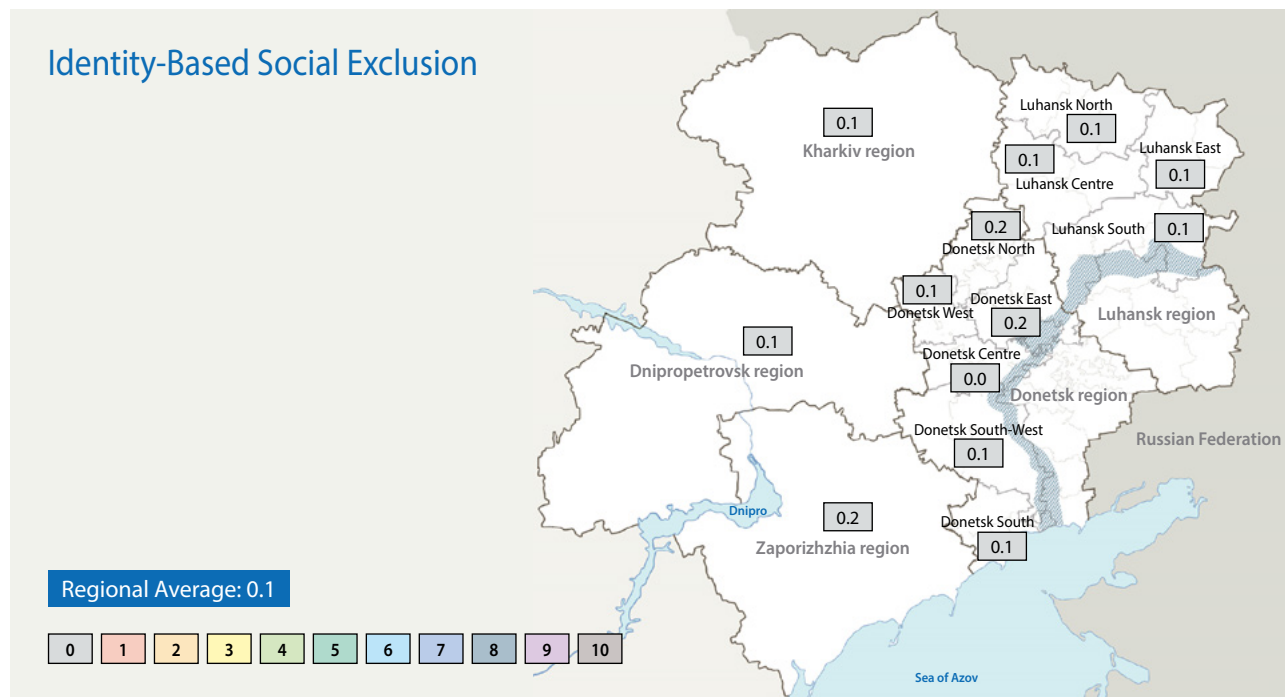 Identity-Based Social Exclusion
Luhansk North
0.1
0.1
Kharkiv region
0.1
Luhansk Centre
Luhansk East
0.1
0.2
Donetsk North
Luhansk South
0.1
0.1
Donetsk West
Donetsk East
0.2
Luhansk region
0.1
Dnipropetrovsk region
Donetsk Centre
0.0
Donetsk region
Donetsk South-West
0.1
Russian Federation
Dnipro
0.2
Zaporizhzhia region
Donetsk South
0.1
Regional Average: 0.1
0 1 2 3 4 5 6 7 8 9 10
Sea of Azov